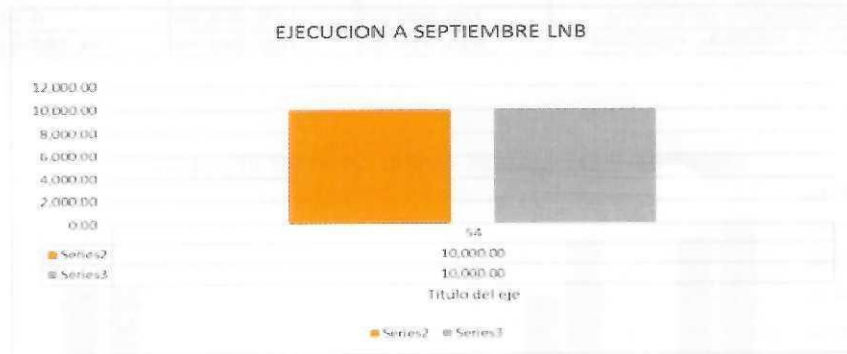 EJECUCION A SEPTIEMBRE LNB
12,000.00
10,000.00
8,000.00
6,000.00
4,000.00
2,000.00
0.00
54
Series2 10,000.00
Series3 10,000.00
Titulo del eje
Series2 Series3